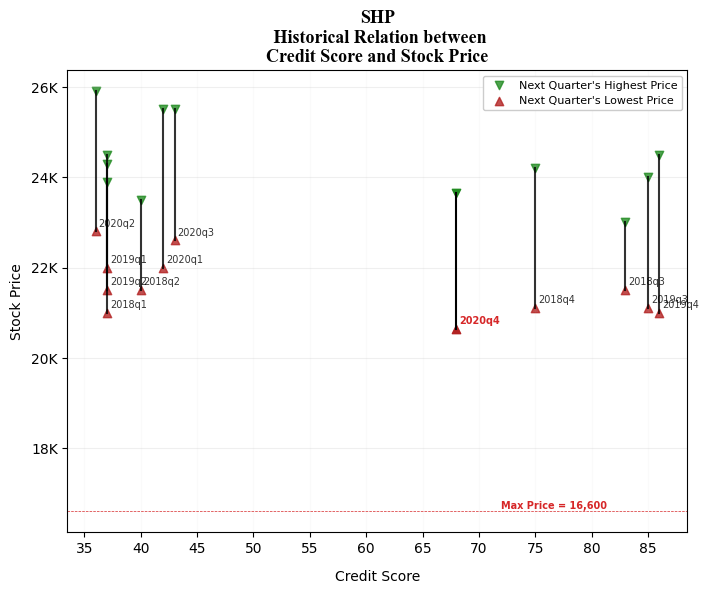 SHP
Historical Relation between
Credit Score and Stock Price
Next Quarter's Highest Price
Next Quarter's Lowest Price
26K
24K
22K
20K
18K
Stock Price
2020q2
2020q3
2019q1
2020q1
2019q2
2018q2
2018q1
2020q4
2018q4
2018q3
2019q3
2019q4
Max Price = 16,600
35 40 45 50 55 60 65 70 75 80 85
Credit Score